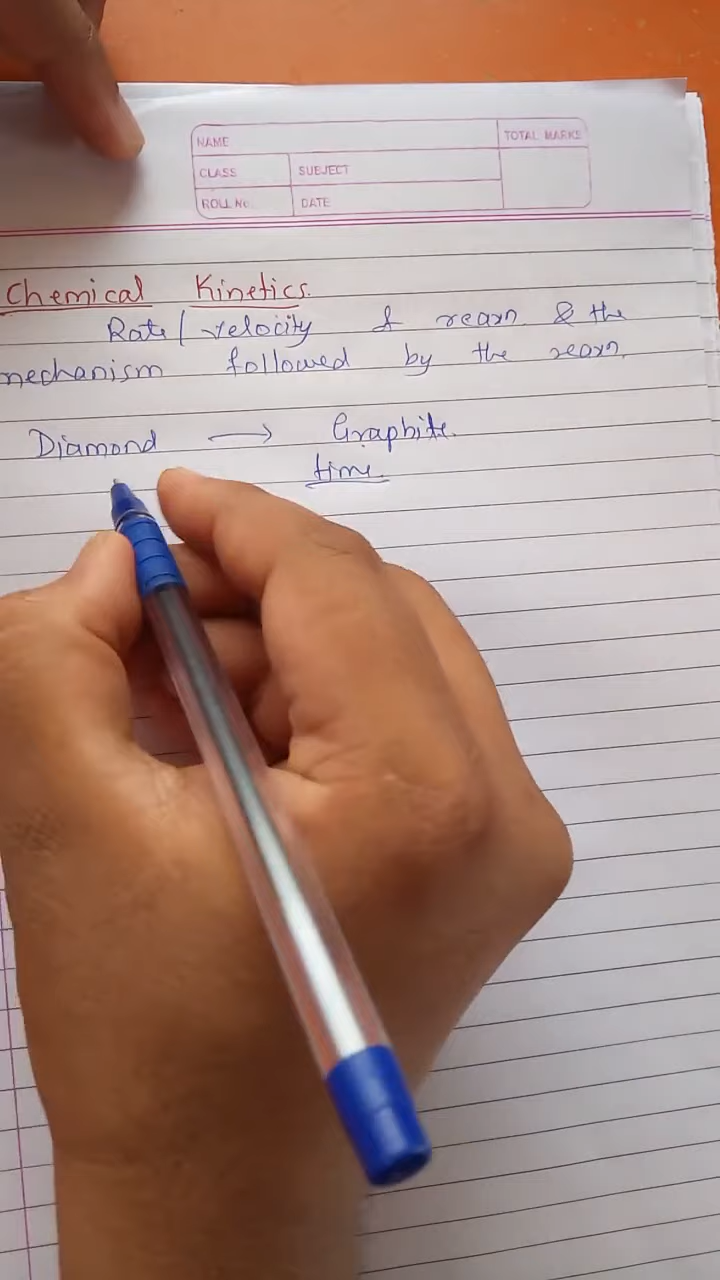 NAME
TOTAL MARKS
CLASS
SUBJECT
ROLL No.
DATE
Chemical Kinetics.
Rate / velocity of reaxn & the
mechanism followed by the reaxn.
Diamond → Graphite.
time